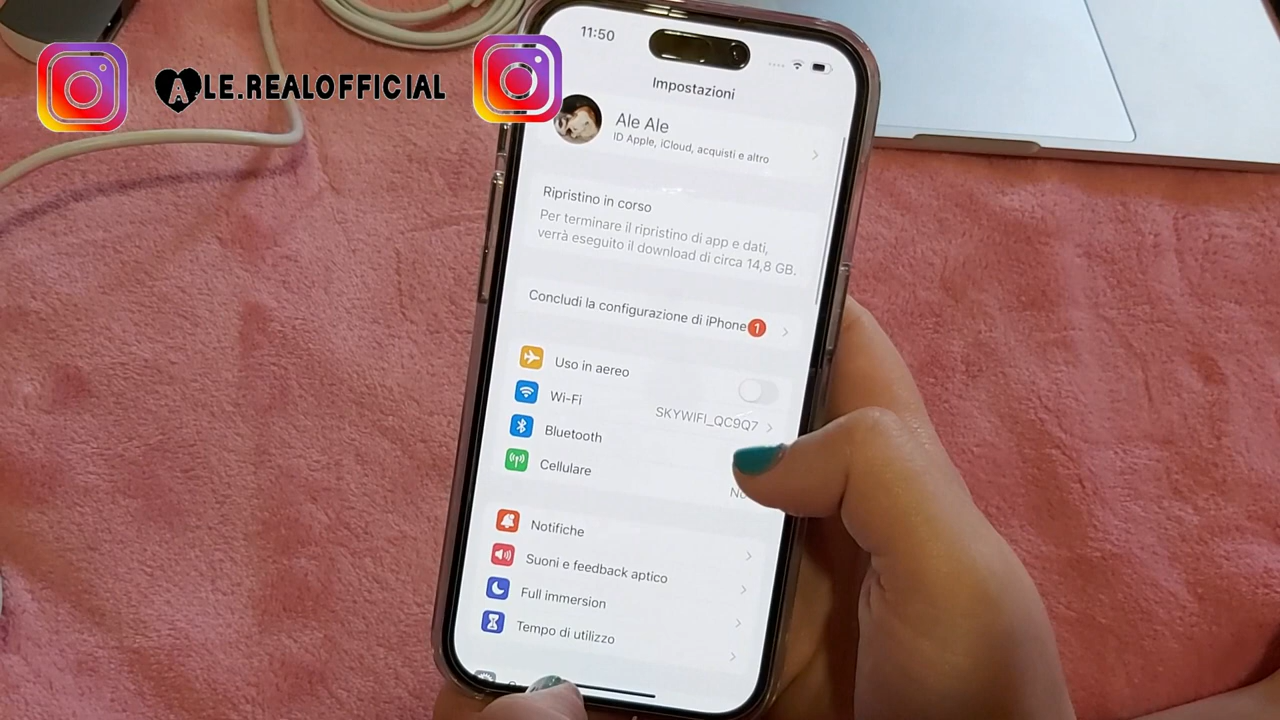 ALE.REALOFFICIAL
11:50
Impostazioni
Ale Ale
ID Apple, iCloud, acquisti e altro
Ripristino in corso
Per terminare il ripristino di app e dati,
verrà eseguito il download di circa 14,8 GB.
Concludi la configurazione di iPhone 1
Uso in aereo
Wi-Fi SKYWIFI_QC9Q7
Bluetooth
Cellulare
Notifiche
Suoni e feedback aptico
Full immersion
Tempo di utilizzo